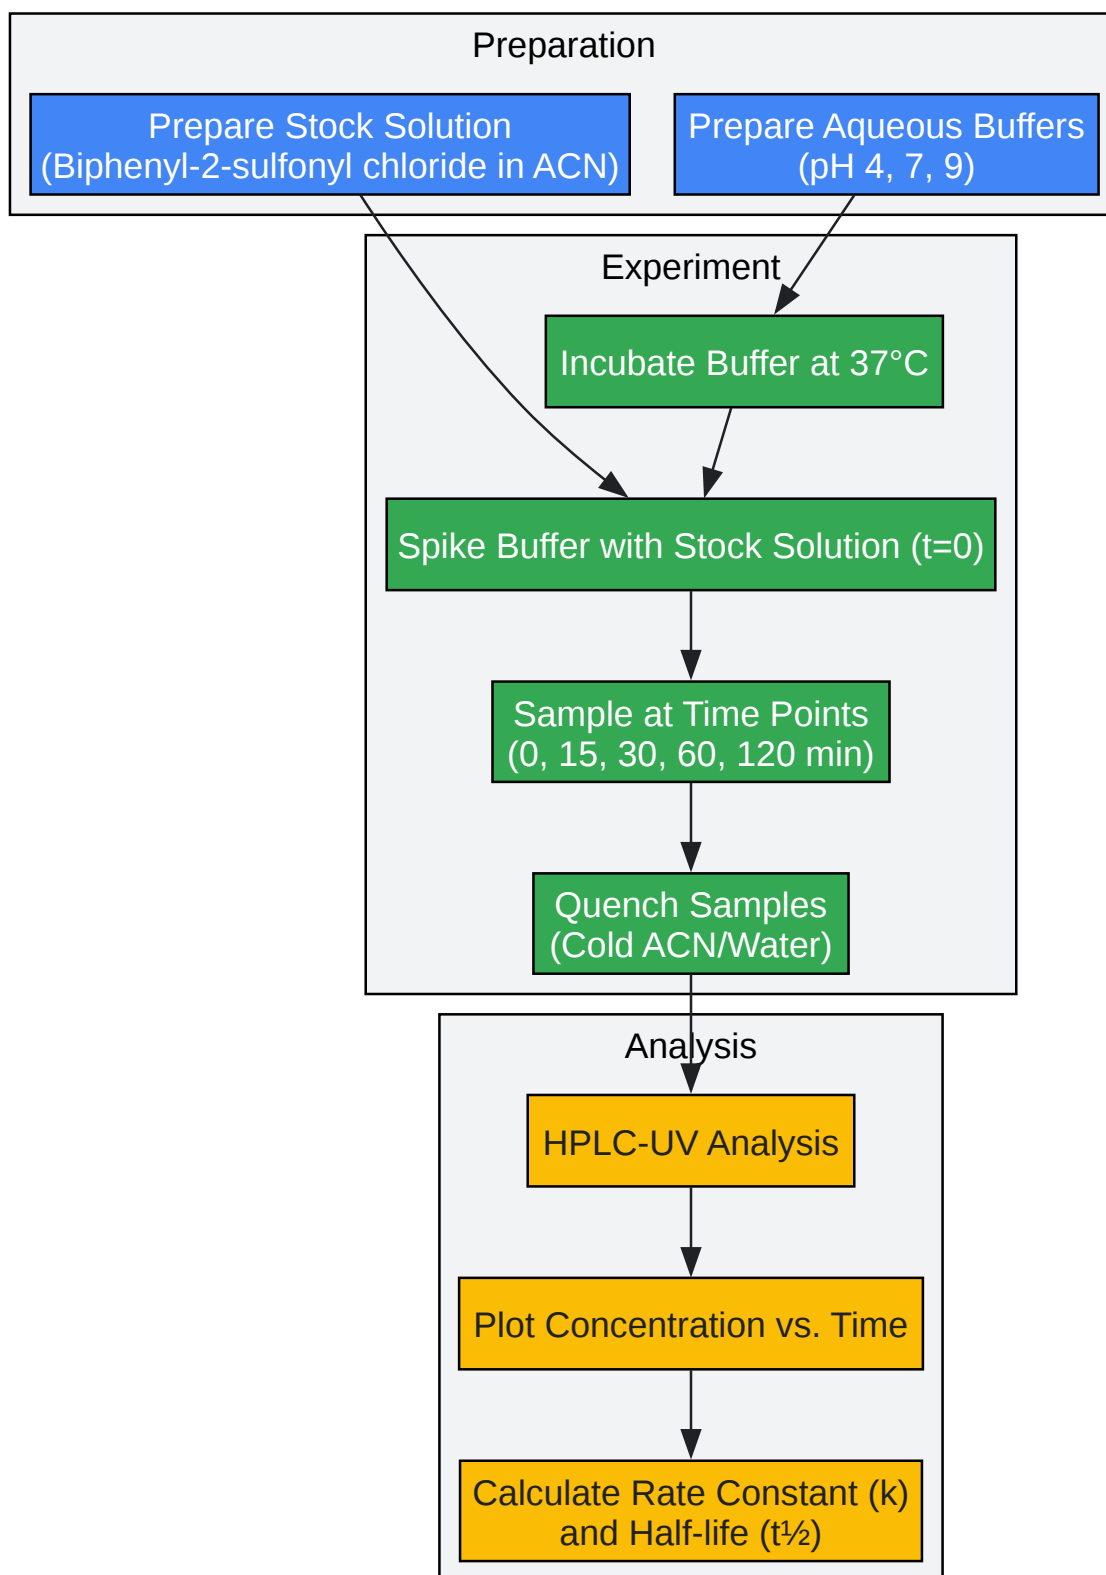 Preparation
Prepare Stock Solution
(Biphenyl-2-sulfonyl chloride in ACN)
Prepare Aqueous Buffers
(pH 4, 7, 9)
Experiment
Incubate Buffer at 37°C
Spike Buffer with Stock Solution (t=0)
Sample at Time Points
(0, 15, 30, 60, 120 min)
Quench Samples
(Cold ACN/Water)
Analysis
HPLC-UV Analysis
Plot Concentration vs. Time
Calculate Rate Constant (k)
and Half-life (t½)